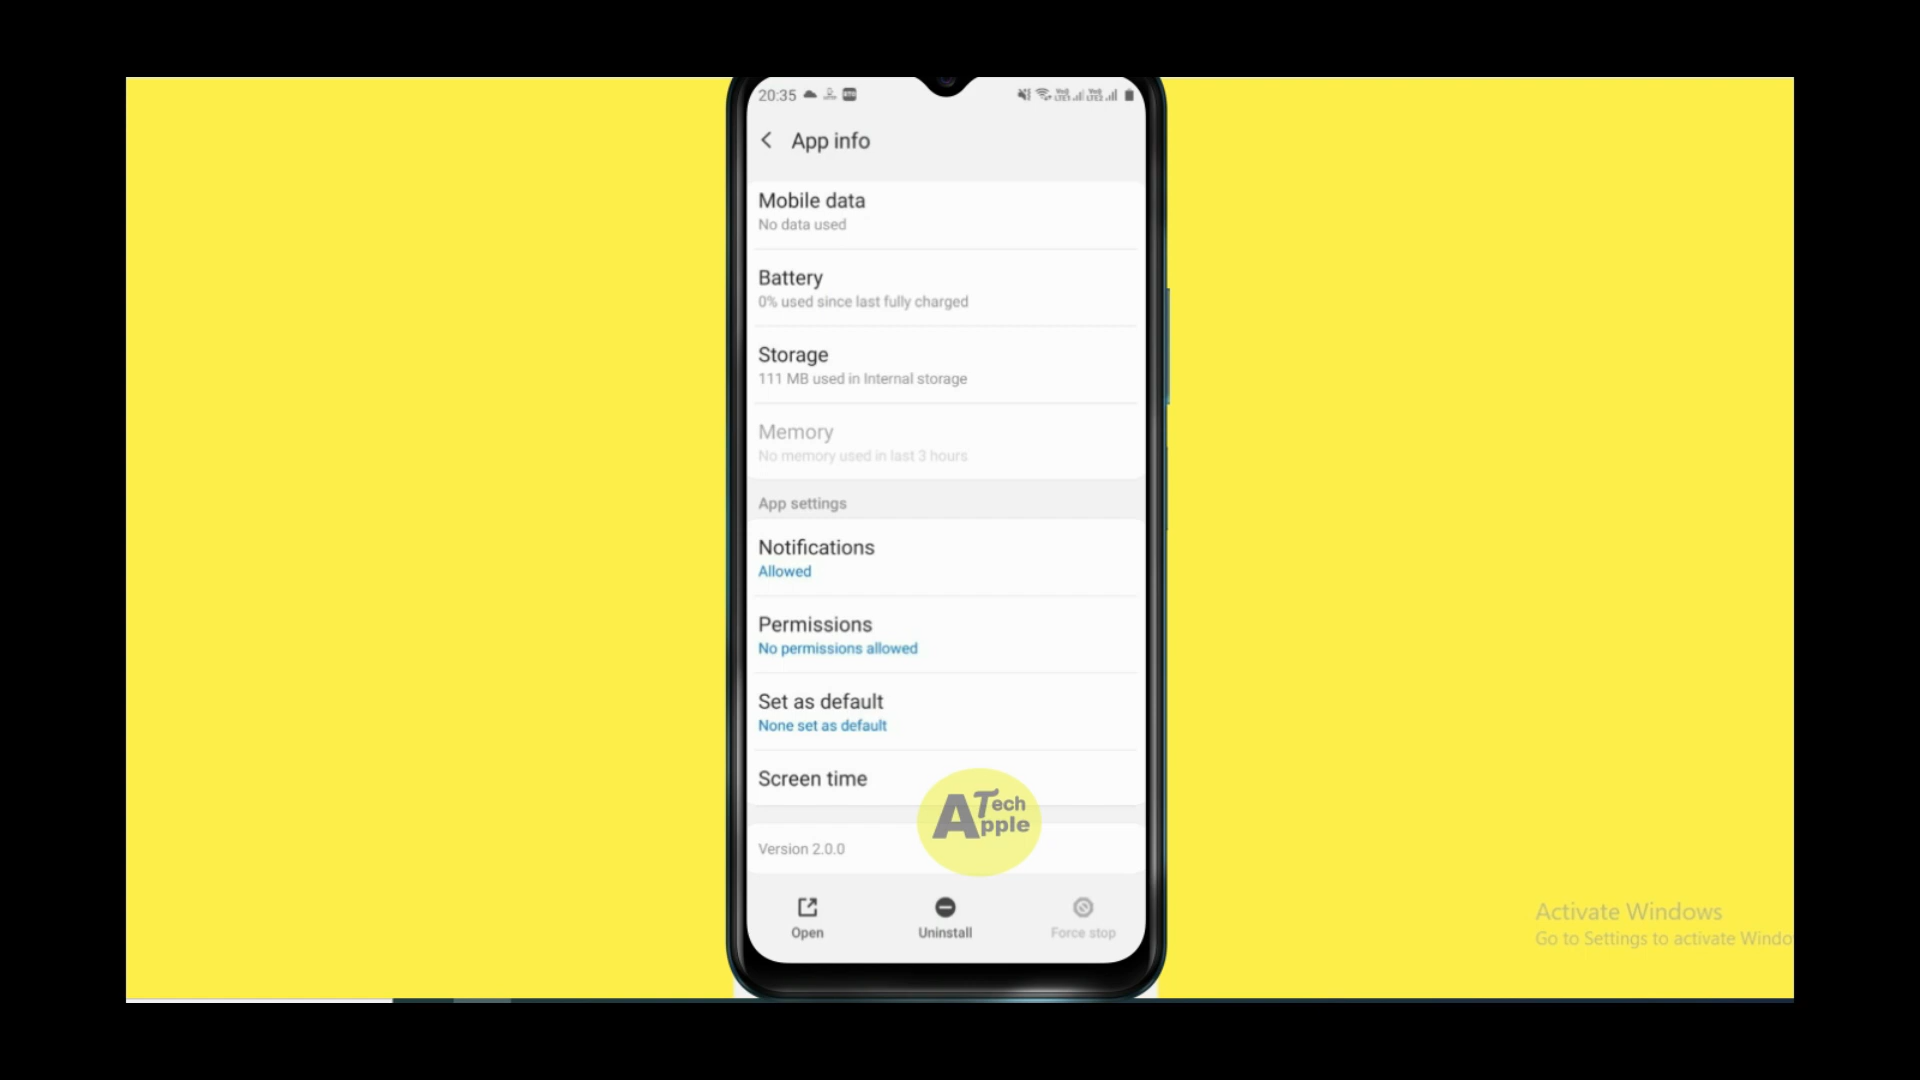 20:35
App info
Mobile data
No data used
Battery
0% used since last fully charged
Storage
111 MB used in Internal storage
Memory
No memory used in last 3 hours
App settings
Notifications
Allowed
Permissions
No permissions allowed
Set as default
None set as default
Screen time
A Tech
Apple
Version 2.0.0
Open
Uninstall
Force stop
Activate Windows
Go to Settings to activate Windo